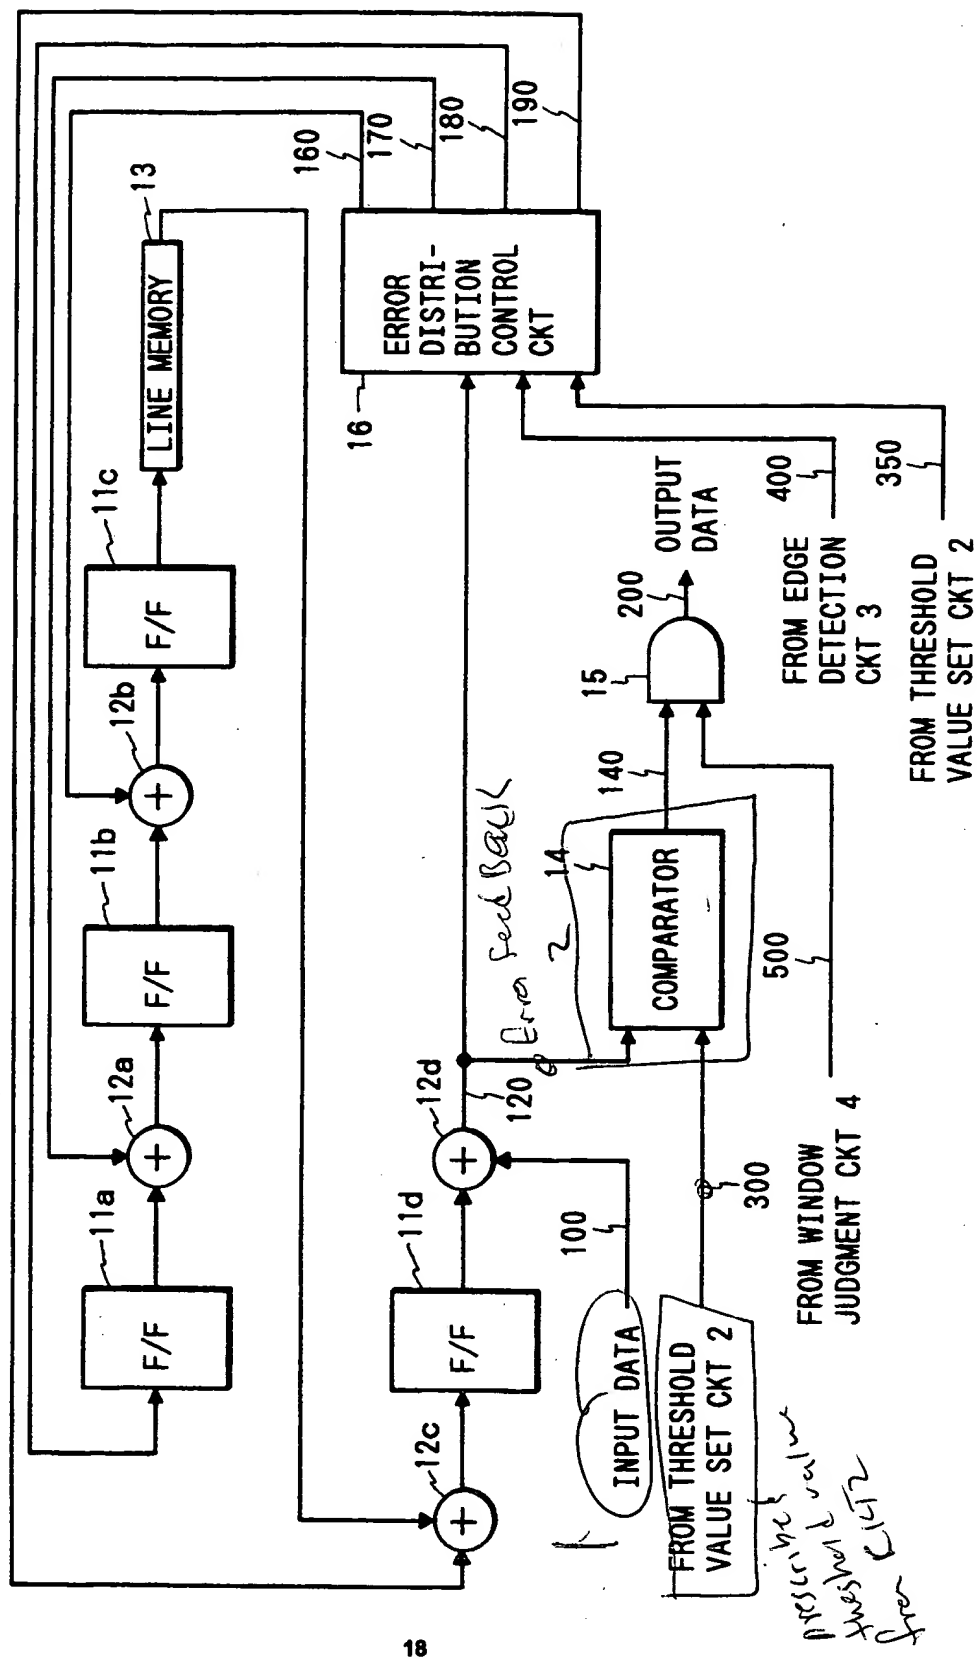 11a
F/F
12a
+
11b
F/F
12b
+
11c
F/F
13
LINE MEMORY
12c
+
11d
F/F
12d
+
120
16
ERROR
DISTRI-
BUTION
CONTROL
CKT
160
170
180
190
Error feed Back
INPUT DATA
100
2
14
COMPARATOR
140
15
200
OUTPUT
DATA
FROM THRESHOLD
VALUE SET CKT 2
300
prescribes
threshold value
from CKT2
FROM WINDOW
JUDGMENT CKT 4
500
FROM EDGE
DETECTION
CKT 3
400
FROM THRESHOLD
VALUE SET CKT 2
350
18